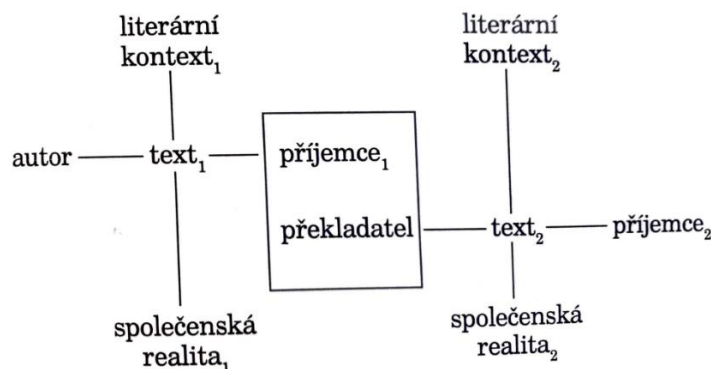 literární
kontext₁
literární
kontext₂
autor
text₁
příjemce₁
překladatel
text₂
příjemce₂
společenská
realita₁
společenská
realita₂